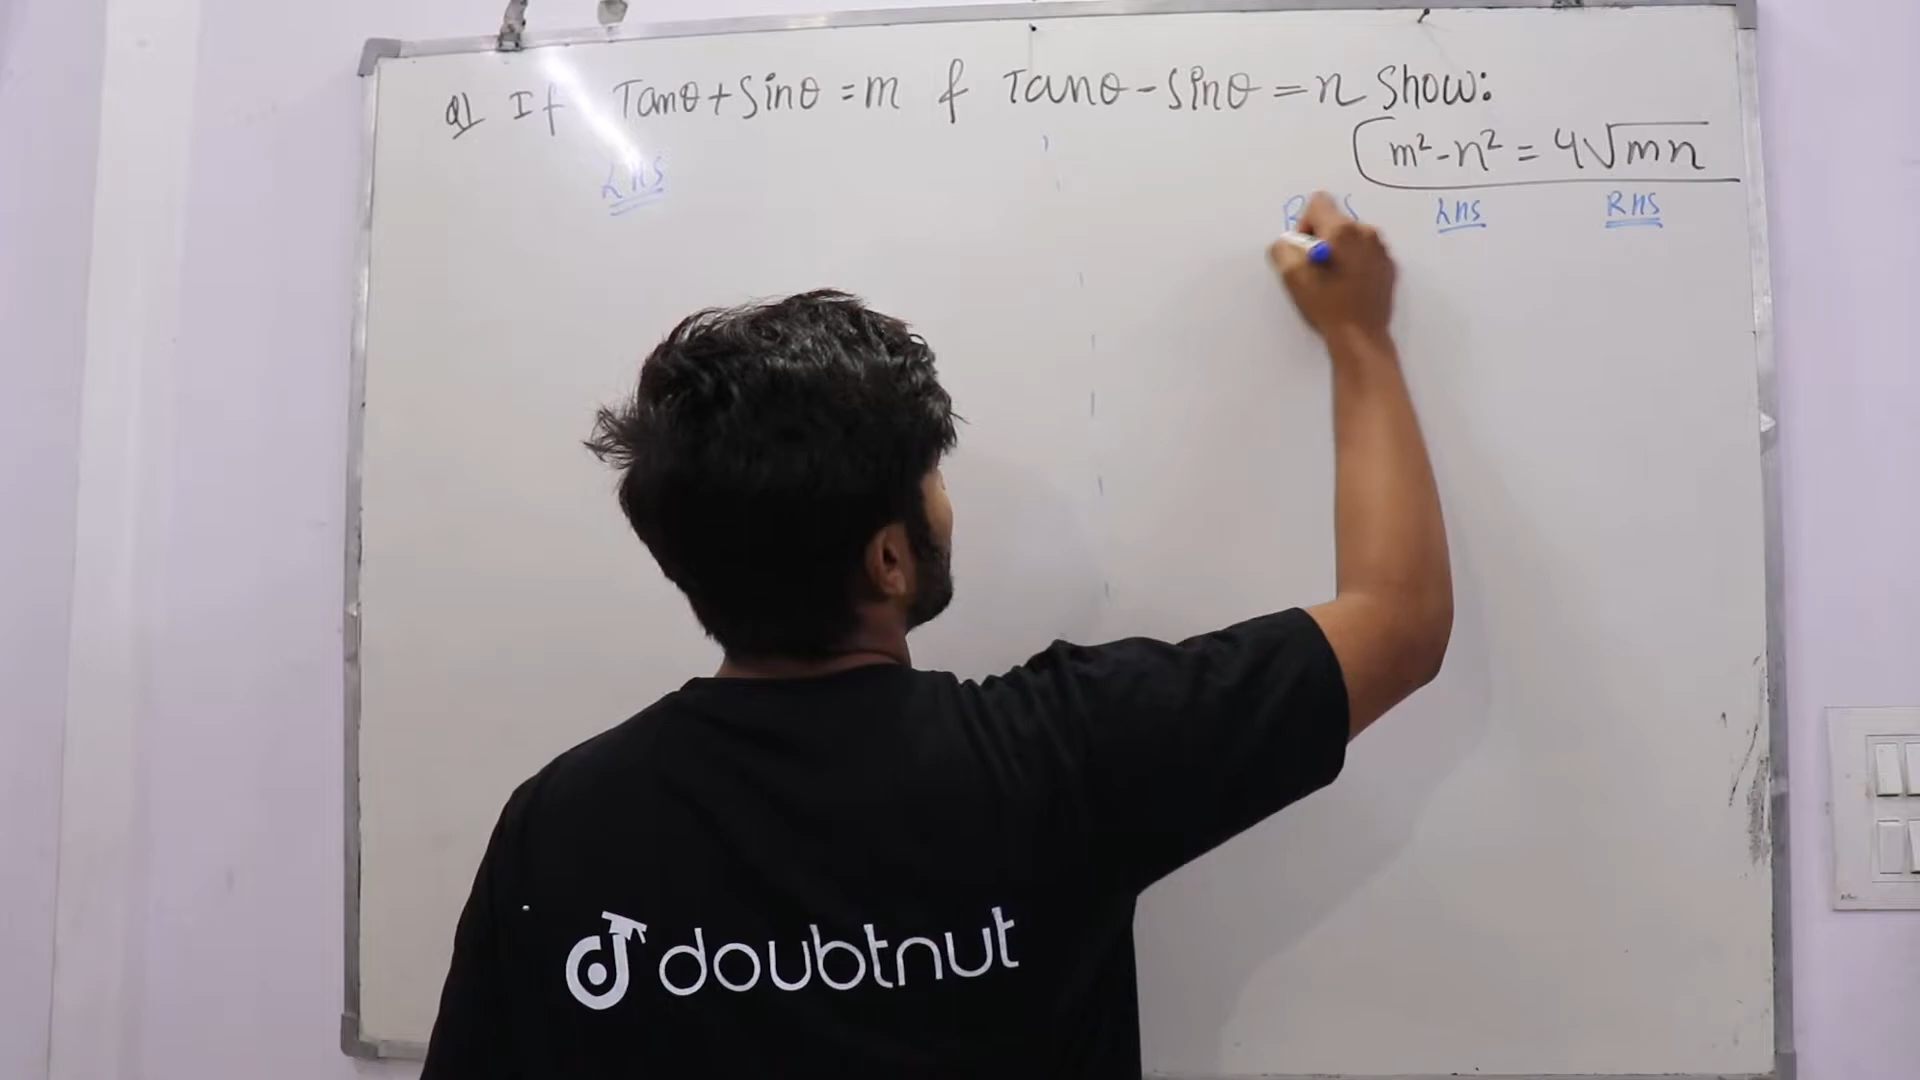 Q1 If Tanθ + Sinθ = m & Tanθ - Sinθ = n Show:
m² - n² = 4√mn
LHS
LHS RHS
doubtnut